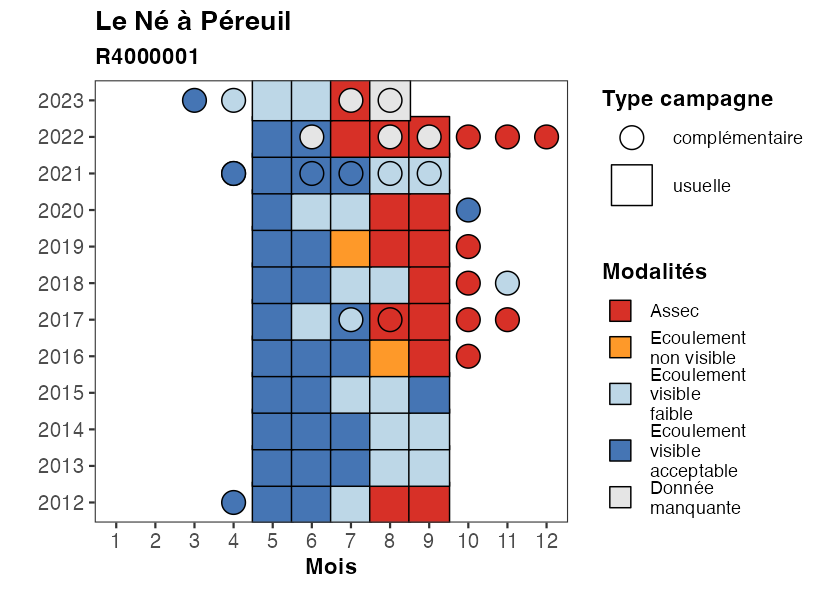 Le Né à Péreuil
R4000001
2023
2022
2021
2020
2019
2018
2017
2016
2015
2014
2013
2012
1 2 3 4 5 6 7 8 9 10 11 12
Mois
Type campagne
complémentaire
usuelle
Modalités
Assec
Ecoulement
non visible
Ecoulement
visible
faible
Ecoulement
visible
acceptable
Donnée
manquante